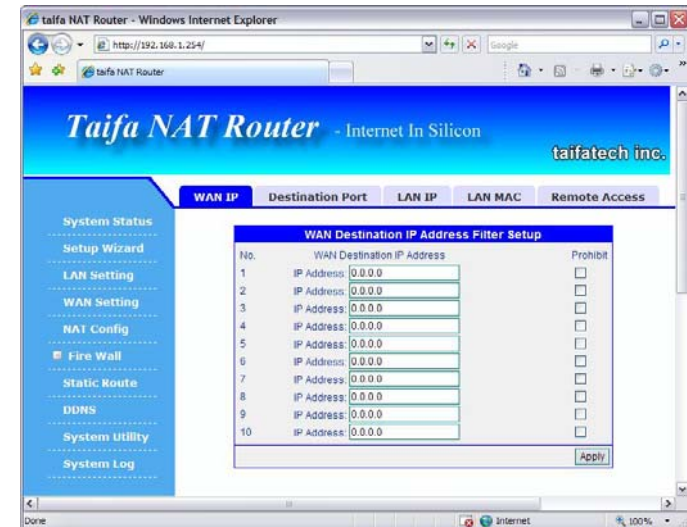 taifa NAT Router - Windows Internet Explorer
http://192.168.1.254/
Google
taifa NAT Router
Taifa NAT Router - Internet In Silicon
taifatech inc.
WAN IP Destination Port LAN IP LAN MAC Remote Access
System Status
Setup Wizard
LAN Setting
WAN Setting
NAT Config
Fire Wall
Static Route
DDNS
System Utility
System Log
WAN Destination IP Address Filter Setup
No. WAN Destination IP Address Prohibit
1 IP Address: 0.0.0.0
2 IP Address: 0.0.0.0
3 IP Address: 0.0.0.0
4 IP Address: 0.0.0.0
5 IP Address: 0.0.0.0
6 IP Address: 0.0.0.0
7 IP Address: 0.0.0.0
8 IP Address: 0.0.0.0
9 IP Address: 0.0.0.0
10 IP Address: 0.0.0.0
Apply
Done Internet 100%